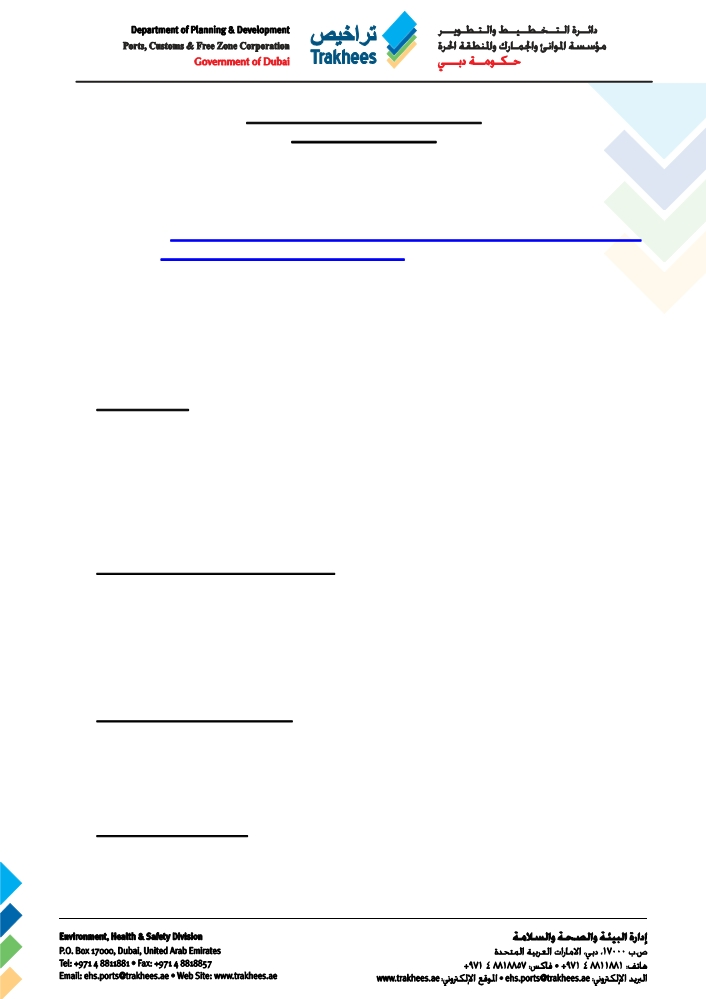 Department of Planning & Development
Ports, Customs & Free Zone Corporation
Government of Dubai
تراخيص
Trakhees
دائـرة الـتـخـطـيـط والـتـطويـر
مؤسسة الموانئ والجمارك والمنطقة الحرة
حـكـومـة دبـي
Environment, Health & Safety Division
P.O. Box 17000, Dubai, United Arab Emirates
Tel: +971 4 8811881 • Fax: +971 4 8818857
Email: ehs.ports@trakhees.ae • Web Site: www.trakhees.ae
إدارة البيئة والصحة والسلامة
ص.ب ١٧٠٠٠، دبي، الامارات العربية المتحدة
هاتف: ٨٨١١٨٨١ ٤ ٩٧١+ • فاكس: ٨٨١٨٨٥٧ ٤ ٩٧١+
البريد الإلكتروني: ehs.ports@trakhees.ae • الموقع الإلكتروني: www.trakhees.ae